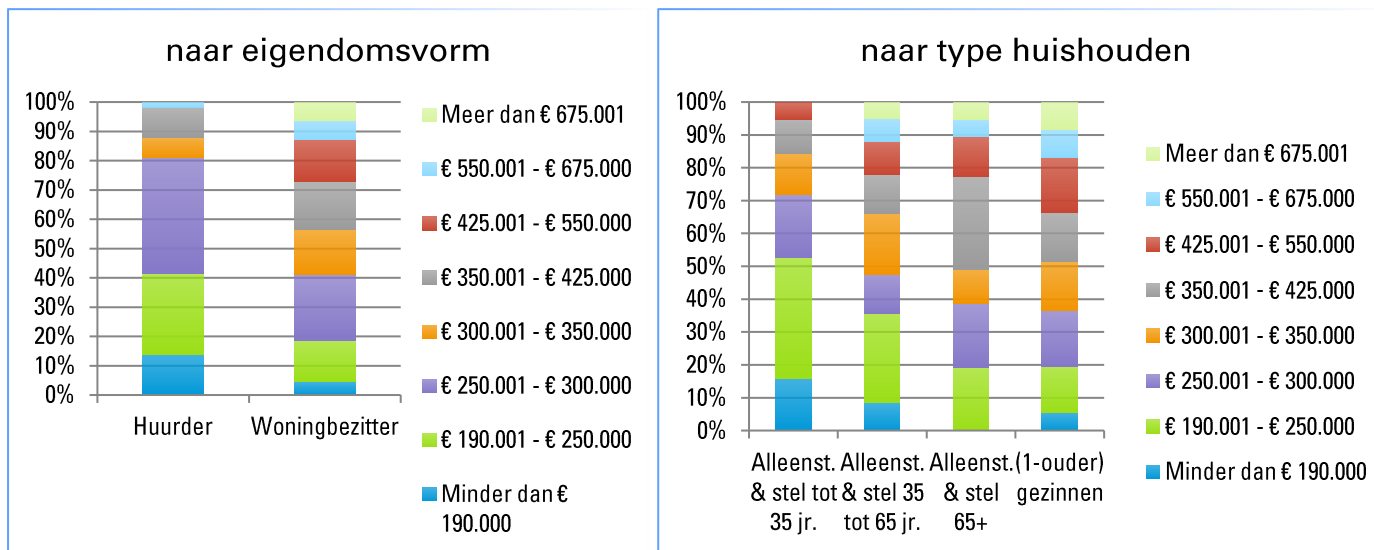 naar eigendomsvorm
100%
90%
80%
70%
60%
50%
40%
30%
20%
10%
0%
Huurder
Woningbezitter
Meer dan € 675.001
€ 550.001 - € 675.000
€ 425.001 - € 550.000
€ 350.001 - € 425.000
€ 300.001 - € 350.000
€ 250.001 - € 300.000
€ 190.001 - € 250.000
Minder dan €
190.000
naar type huishouden
100%
90%
80%
70%
60%
50%
40%
30%
20%
10%
0%
Alleenst.
& stel tot
35 jr.
Alleenst.
& stel 35
tot 65 jr.
Alleenst.
& stel
65+
(1-ouder)
gezinnen
Meer dan € 675.001
€ 550.001 - € 675.000
€ 425.001 - € 550.000
€ 350.001 - € 425.000
€ 300.001 - € 350.000
€ 250.001 - € 300.000
€ 190.001 - € 250.000
Minder dan € 190.000